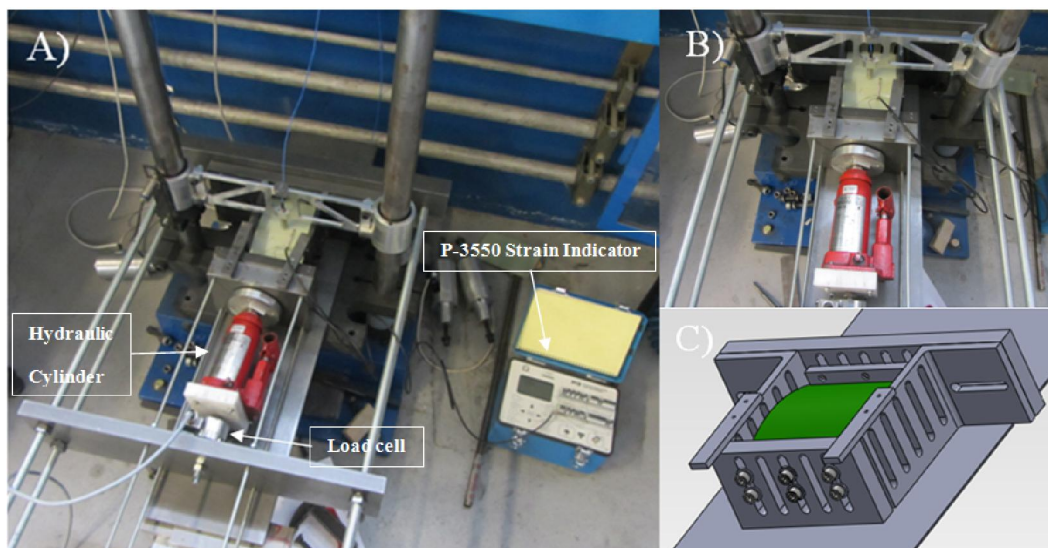 A)
B)
P-3550 Strain Indicator
Hydraulic
Cylinder
Load cell
C)